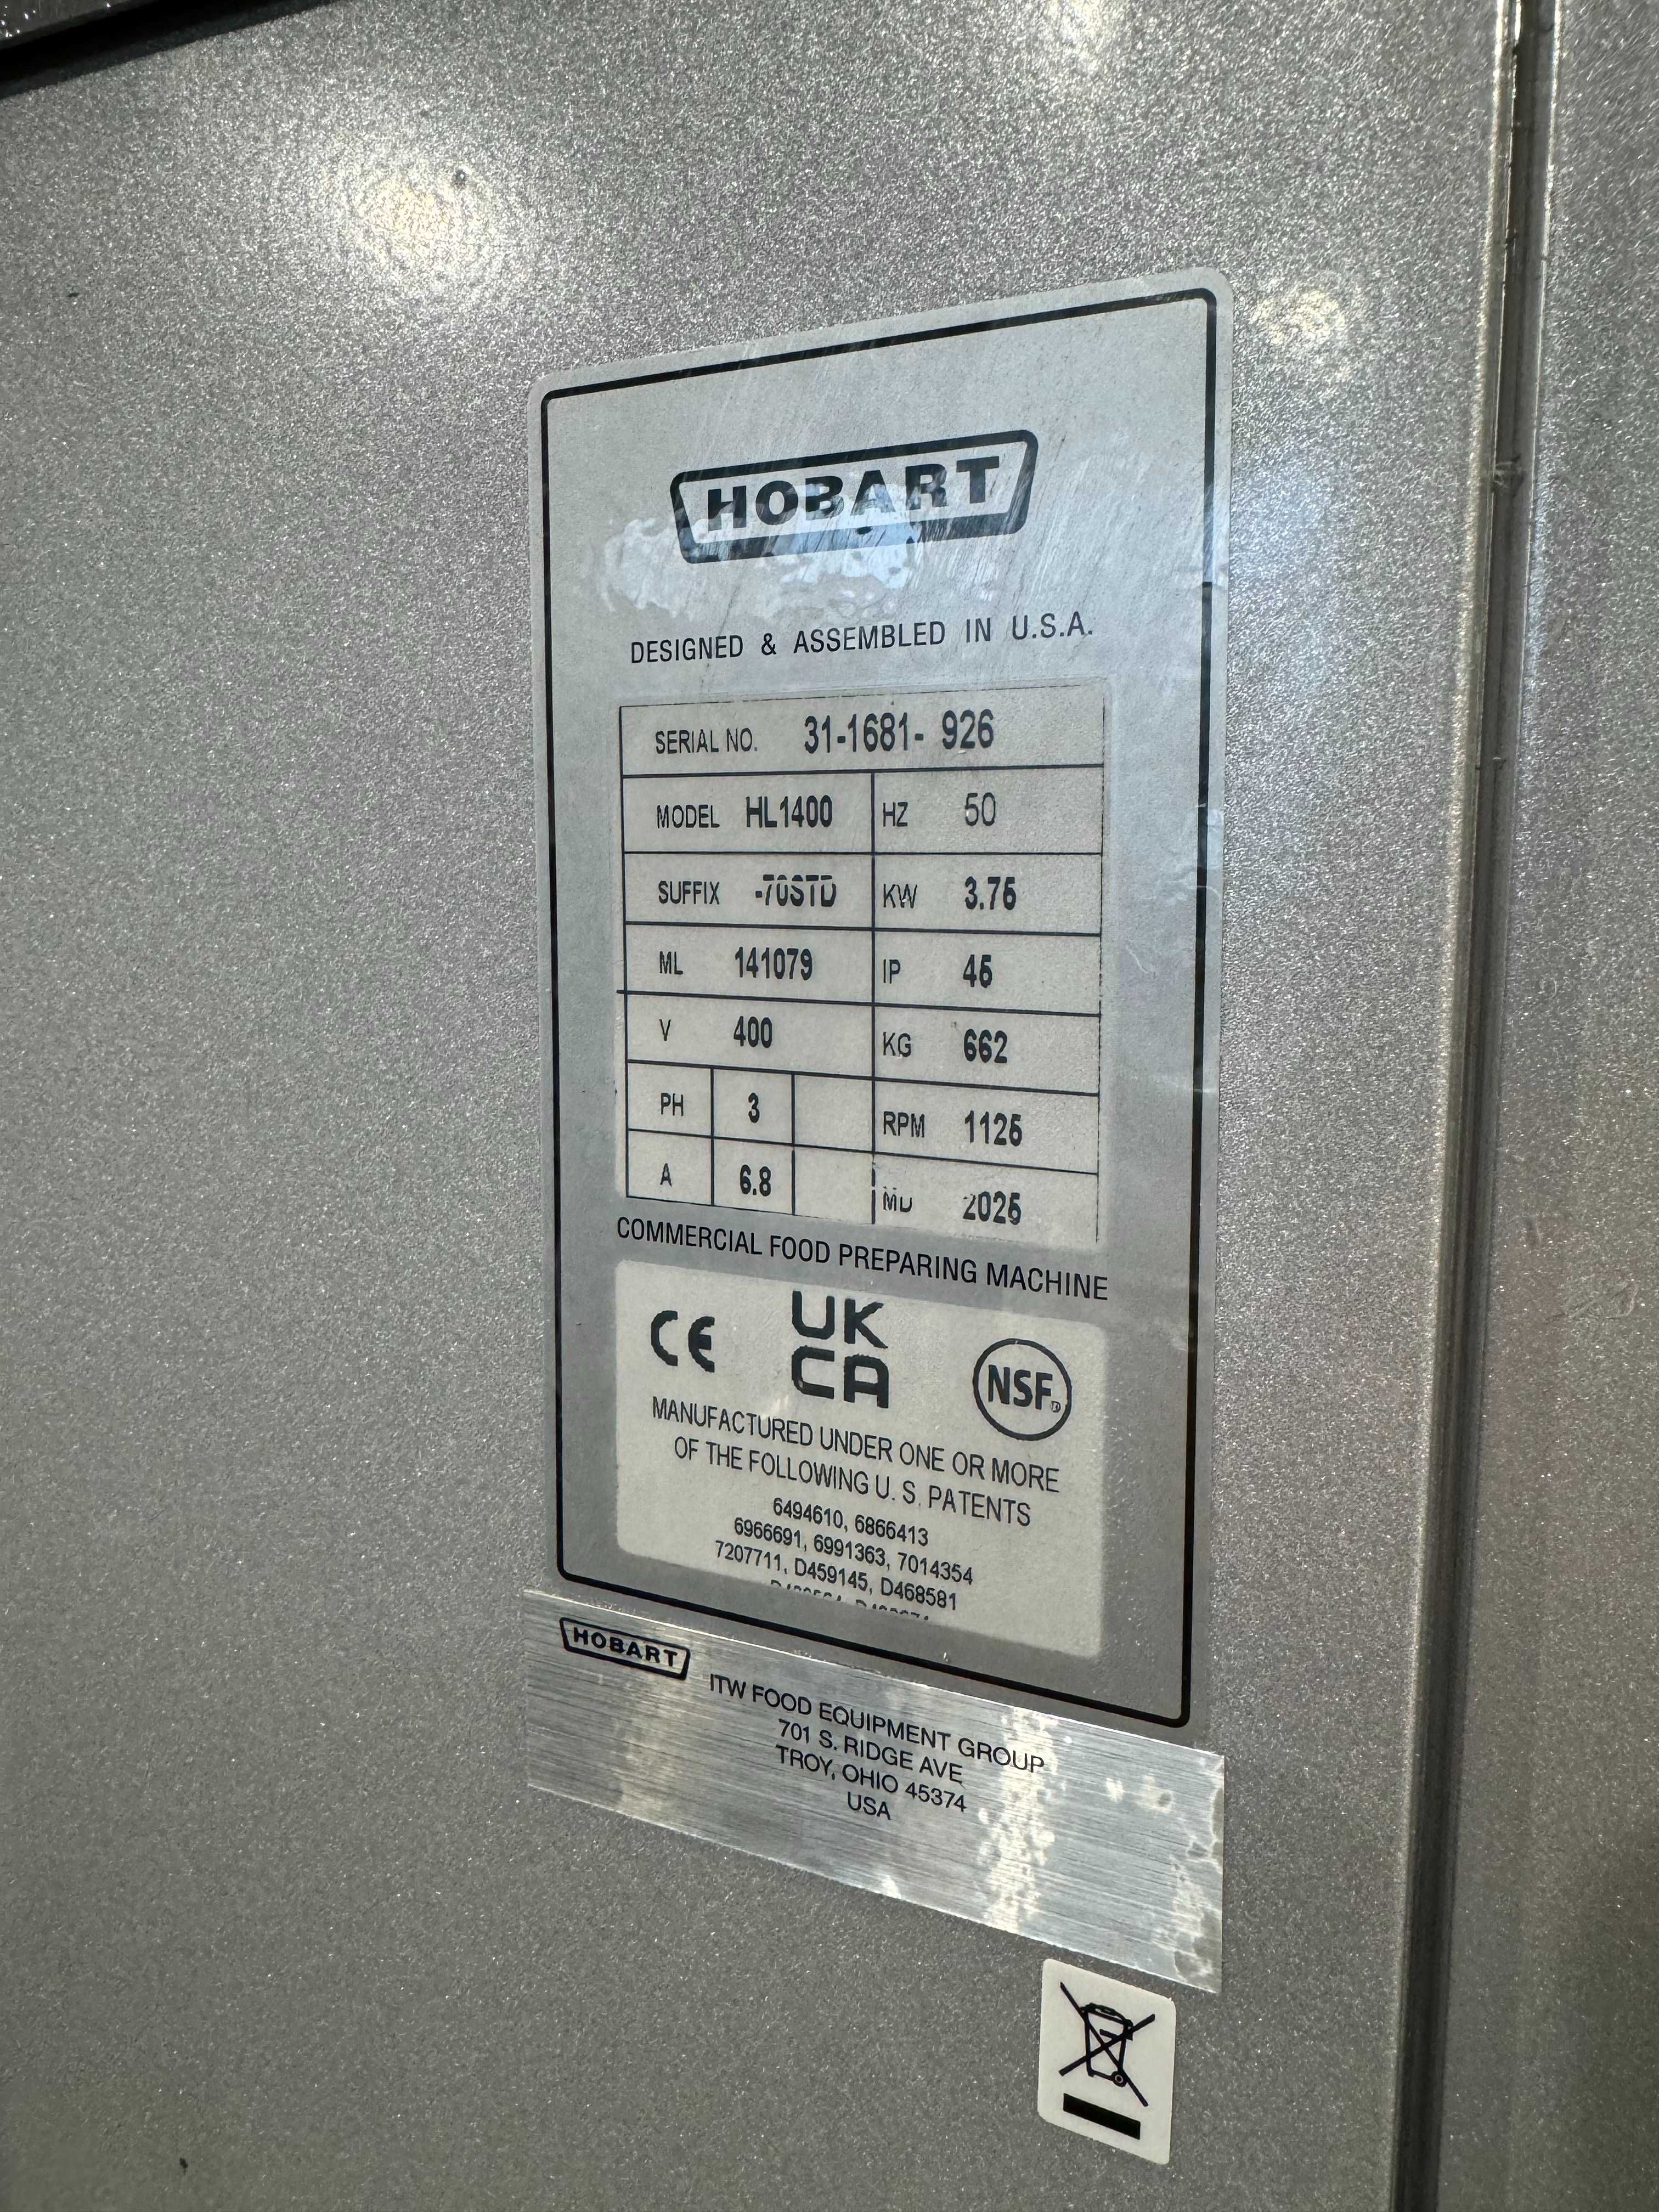 HOBART
DESIGNED & ASSEMBLED IN U.S.A.
SERIAL NO. 31-1681- 926
MODEL HL1400 HZ 50
SUFFIX -70STD KW 3.75
ML 141079 IP 45
V 400 KG 662
PH 3 RPM 1125
A 6.8 MD 2025
COMMERCIAL FOOD PREPARING MACHINE
CE UK CA NSF
MANUFACTURED UNDER ONE OR MORE
OF THE FOLLOWING U. S. PATENTS
6494610, 6866413
6966691, 6991363, 7014354
7207711, D459145, D468581
HOBART
ITW FOOD EQUIPMENT GROUP
701 S. RIDGE AVE
TROY, OHIO 45374
USA